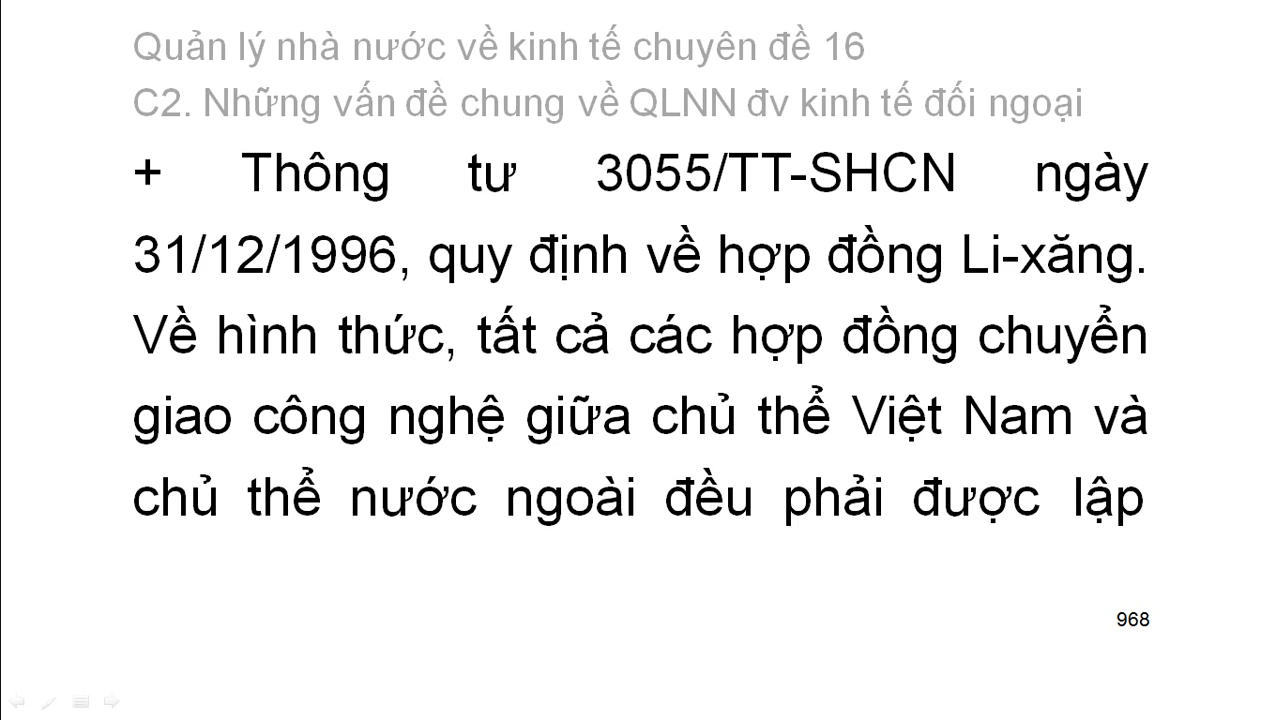 Quản lý nhà nước về kinh tế chuyên đề 16
C2. Những vấn đề chung về QLNN đv kinh tế đối ngoại
+ Thông tư 3055/TT-SHCN ngày
31/12/1996, quy định về hợp đồng Li-xăng.
Về hình thức, tất cả các hợp đồng chuyển
giao công nghệ giữa chủ thể Việt Nam và
chủ thể nước ngoài đều phải được lập
968